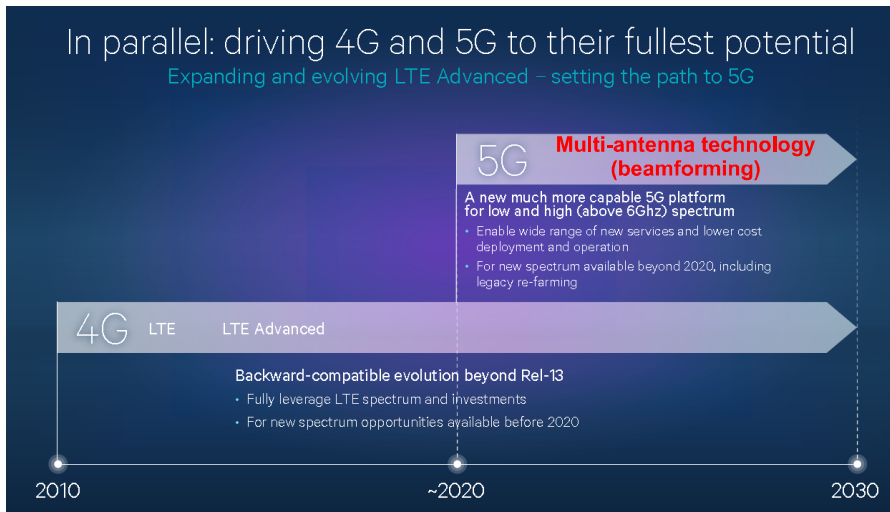 In parallel: driving 4G and 5G to their fullest potential
Expanding and evolving LTE Advanced – setting the path to 5G
5G
Multi-antenna technology
(beamforming)
A new much more capable 5G platform
for low and high (above 6Ghz) spectrum
• Enable wide range of new services and lower cost
deployment and operation
• For new spectrum available beyond 2020, including
legacy re-farming
4G LTE LTE Advanced
Backward-compatible evolution beyond Rel-13
• Fully leverage LTE spectrum and investments
• For new spectrum opportunities available before 2020
2010 ~2020 2030